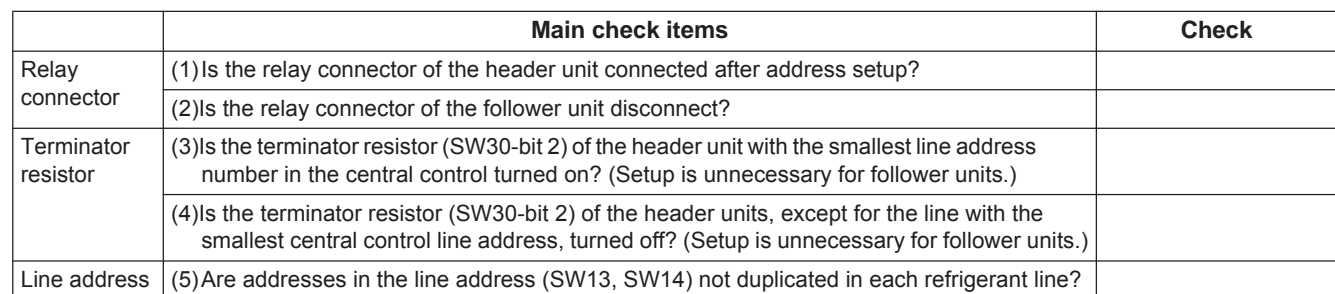 Main check items Check
Relay connector
(1)Is the relay connector of the header unit connected after address setup?
(2)Is the relay connector of the follower unit disconnect?
Terminator resistor
(3)Is the terminator resistor (SW30-bit 2) of the header unit with the smallest line address
number in the central control turned on? (Setup is unnecessary for follower units.)
(4)Is the terminator resistor (SW30-bit 2) of the header units, except for the line with the
smallest central control line address, turned off? (Setup is unnecessary for follower units.)
Line address
(5)Are addresses in the line address (SW13, SW14) not duplicated in each refrigerant line?